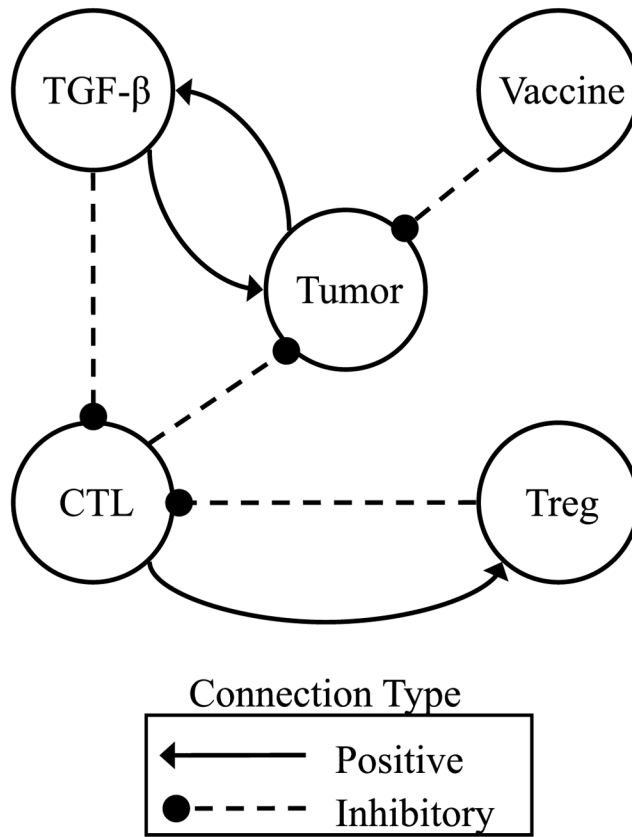 TGF-β
Vaccine
Tumor
CTL
Treg
Connection Type
Positive
Inhibitory